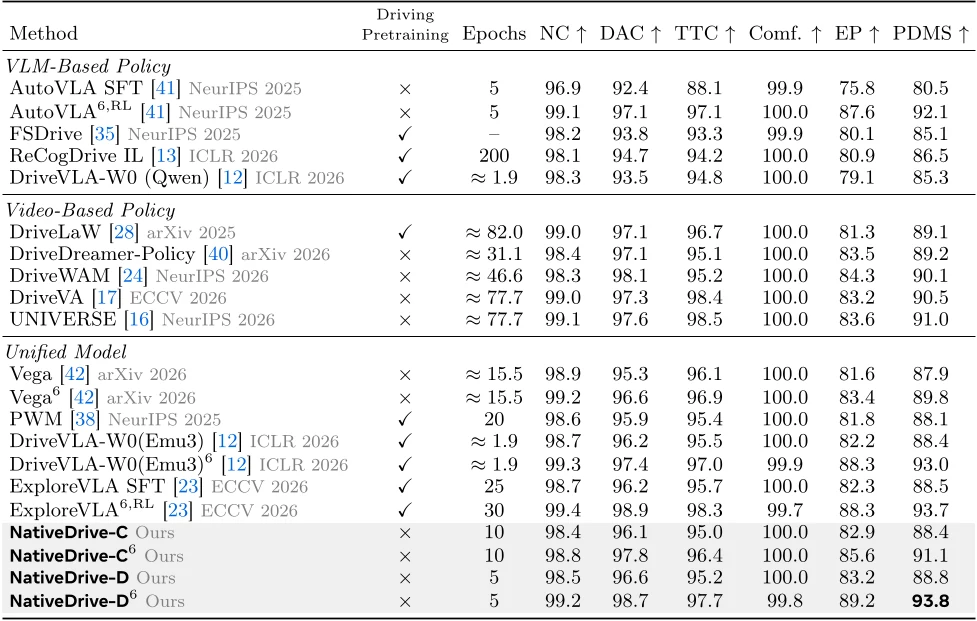 Method Driving Pretraining Epochs NC ↑ DAC ↑ TTC ↑ Comf. ↑ EP ↑ PDMS ↑
VLM-Based Policy
AutoVLA SFT [41] NeurIPS 2025 × 5 96.9 92.4 88.1 99.9 75.8 80.5
AutoVLA⁶,ᴿᴸ [41] NeurIPS 2025 × 5 99.1 97.1 97.1 100.0 87.6 92.1
FSDrive [35] NeurIPS 2025 ✓ – 98.2 93.8 93.3 99.9 80.1 85.1
ReCogDrive IL [13] ICLR 2026 ✓ 200 98.1 94.7 94.2 100.0 80.9 86.5
DriveVLA-W0 (Qwen) [12] ICLR 2026 ✓ ≈ 1.9 98.3 93.5 94.8 100.0 79.1 85.3
Video-Based Policy
DriveLaW [28] arXiv 2025 ✓ ≈ 82.0 99.0 97.1 96.7 100.0 81.3 89.1
DriveDreamer-Policy [40] arXiv 2026 × ≈ 31.1 98.4 97.1 95.1 100.0 83.5 89.2
DriveWAM [24] NeurIPS 2026 × ≈ 46.6 98.3 98.1 95.2 100.0 84.3 90.1
DriveVA [17] ECCV 2026 × ≈ 77.7 99.0 97.3 98.4 100.0 83.2 90.5
UNIVERSE [16] NeurIPS 2026 × ≈ 77.7 99.1 97.6 98.5 100.0 83.6 91.0
Unified Model
Vega [42] arXiv 2026 × ≈ 15.5 98.9 95.3 96.1 100.0 81.6 87.9
Vega⁶ [42] arXiv 2026 × ≈ 15.5 99.2 96.6 96.9 100.0 83.4 89.8
PWM [38] NeurIPS 2025 ✓ 20 98.6 95.9 95.4 100.0 81.8 88.1
DriveVLA-W0(Emu3) [12] ICLR 2026 ✓ ≈ 1.9 98.7 96.2 95.5 100.0 82.2 88.4
DriveVLA-W0(Emu3)⁶ [12] ICLR 2026 ✓ ≈ 1.9 99.3 97.4 97.0 99.9 88.3 93.0
ExploreVLA SFT [23] ECCV 2026 ✓ 25 98.7 96.2 95.7 100.0 82.3 88.5
ExploreVLA⁶,ᴿᴸ [23] ECCV 2026 ✓ 30 99.4 98.9 98.3 99.7 88.3 93.7
NativeDrive-C Ours × 10 98.4 96.1 95.0 100.0 82.9 88.4
NativeDrive-C⁶ Ours × 10 98.8 97.8 96.4 100.0 85.6 91.1
NativeDrive-D Ours × 5 98.5 96.6 95.2 100.0 83.2 88.8
NativeDrive-D⁶ Ours × 5 99.2 98.7 97.7 99.8 89.2 93.8